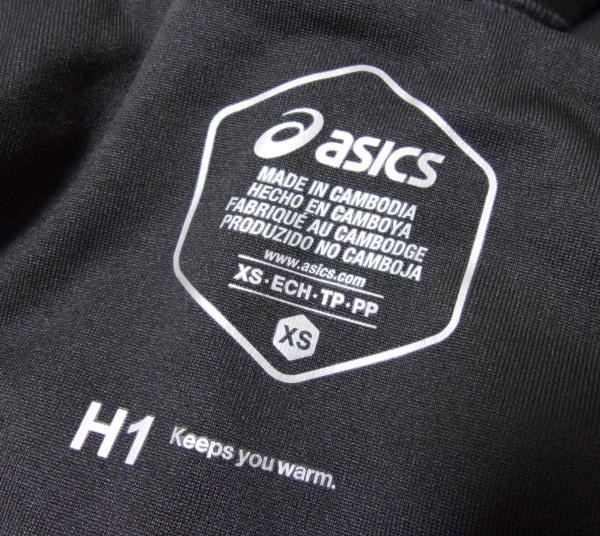 asics
MADE IN CAMBODIA
HECHO EN CAMBOYA
FABRIQUÉ AU CAMBODGE
PRODUZIDO NO CAMBOJA
www.asics.com
XS·ECH·TP·PP
XS
H1 Keeps you warm.